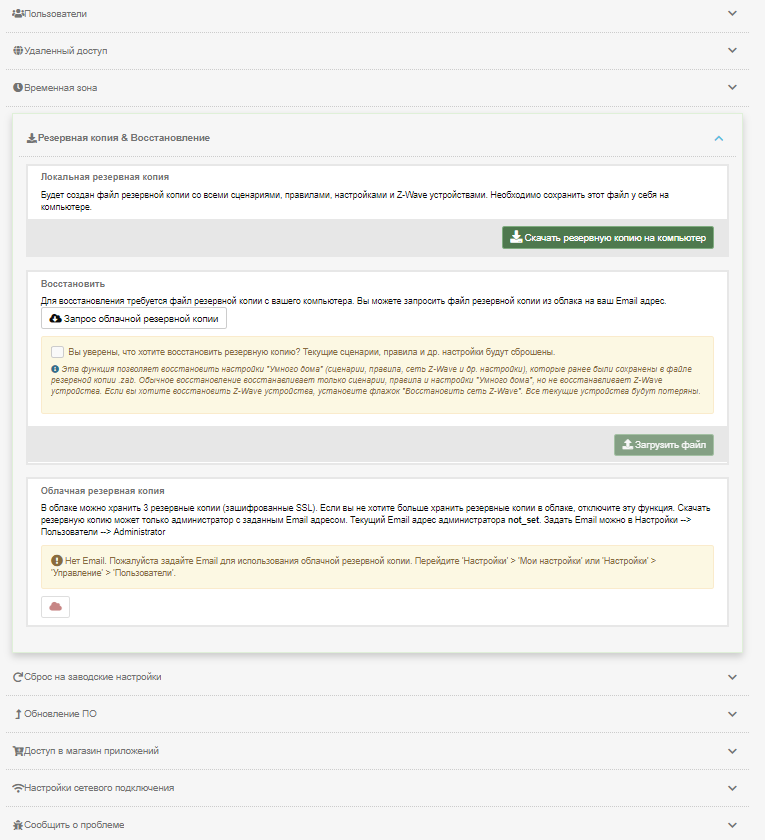 Пользователи
Удаленный доступ
Временная зона
Резервная копия & Восстановление
Локальная резервная копия
Будет создан файл резервной копии со всеми сценариями, правилами, настройками и Z-Wave устройствами. Необходимо сохранить этот файл у себя на
компьютере.
Скачать резервную копию на компьютер
Восстановить
Для восстановления требуется файл резервной копии с вашего компьютера. Вы можете запросить файл резервной копии из облака на ваш Email адрес.
Запрос облачной резервной копии
Вы уверены, что хотите восстановить резервную копию? Текущие сценарии, правила и др. настройки будут сброшены.
Эта функция позволяет восстановить настройки "Умного дома" (сценарии, правила, сеть Z-Wave и др. настройки), которые ранее были сохранены в файле
резервной копии .zab. Обычное восстановление восстанавливает только сценарии, правила и настройки "Умного дома", но не восстанавливает Z-Wave
устройства. Если вы хотите восстановить Z-Wave устройства, установите флажок "Восстановить сеть Z-Wave". Все текущие устройства будут потеряны.
Загрузить файл
Облачная резервная копия
В облаке можно хранить 3 резервные копии (зашифрованные SSL). Если вы не хотите больше хранить резервные копии в облаке, отключите эту функция. Скачать
резервную копию может только администратор с заданным Email адресом. Текущий Email адрес администратора not_set. Задать Email можно в Настройки -->
Пользователи --> Administrator
Нет Email. Пожалуйста задайте Email для использования облачной резервной копии. Перейдите 'Настройки' > 'Мои настройки' или 'Настройки' >
'Управление' > 'Пользователи'.
Сброс на заводские настройки
Обновление ПО
Доступ в магазин приложений
Настройки сетевого подключения
Сообщить о проблеме